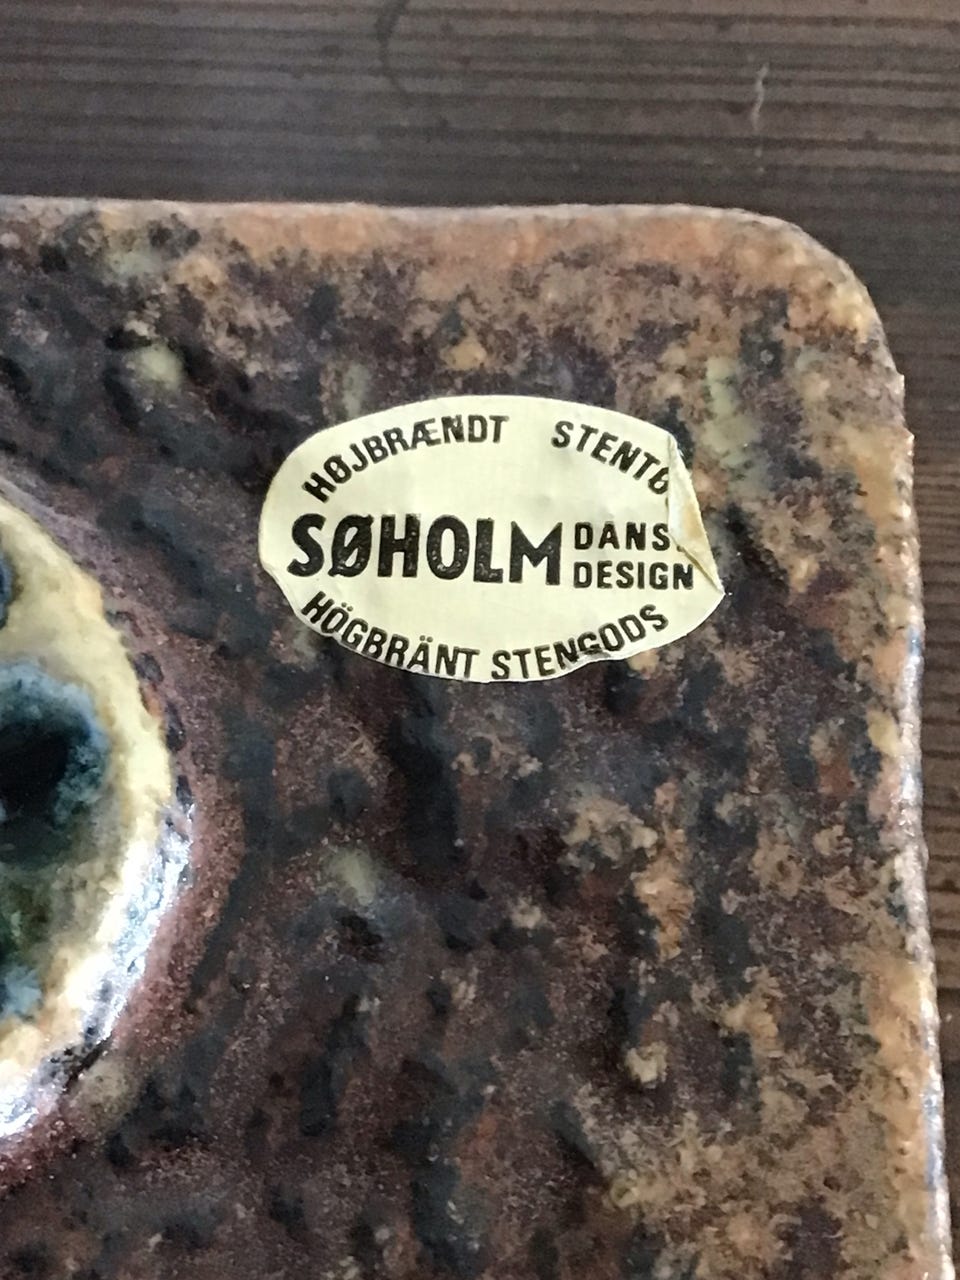 HØJBRÆNDT STENTØ
SØHOLM DANS
DESIGN
HÖGBRÄNT STENGODS